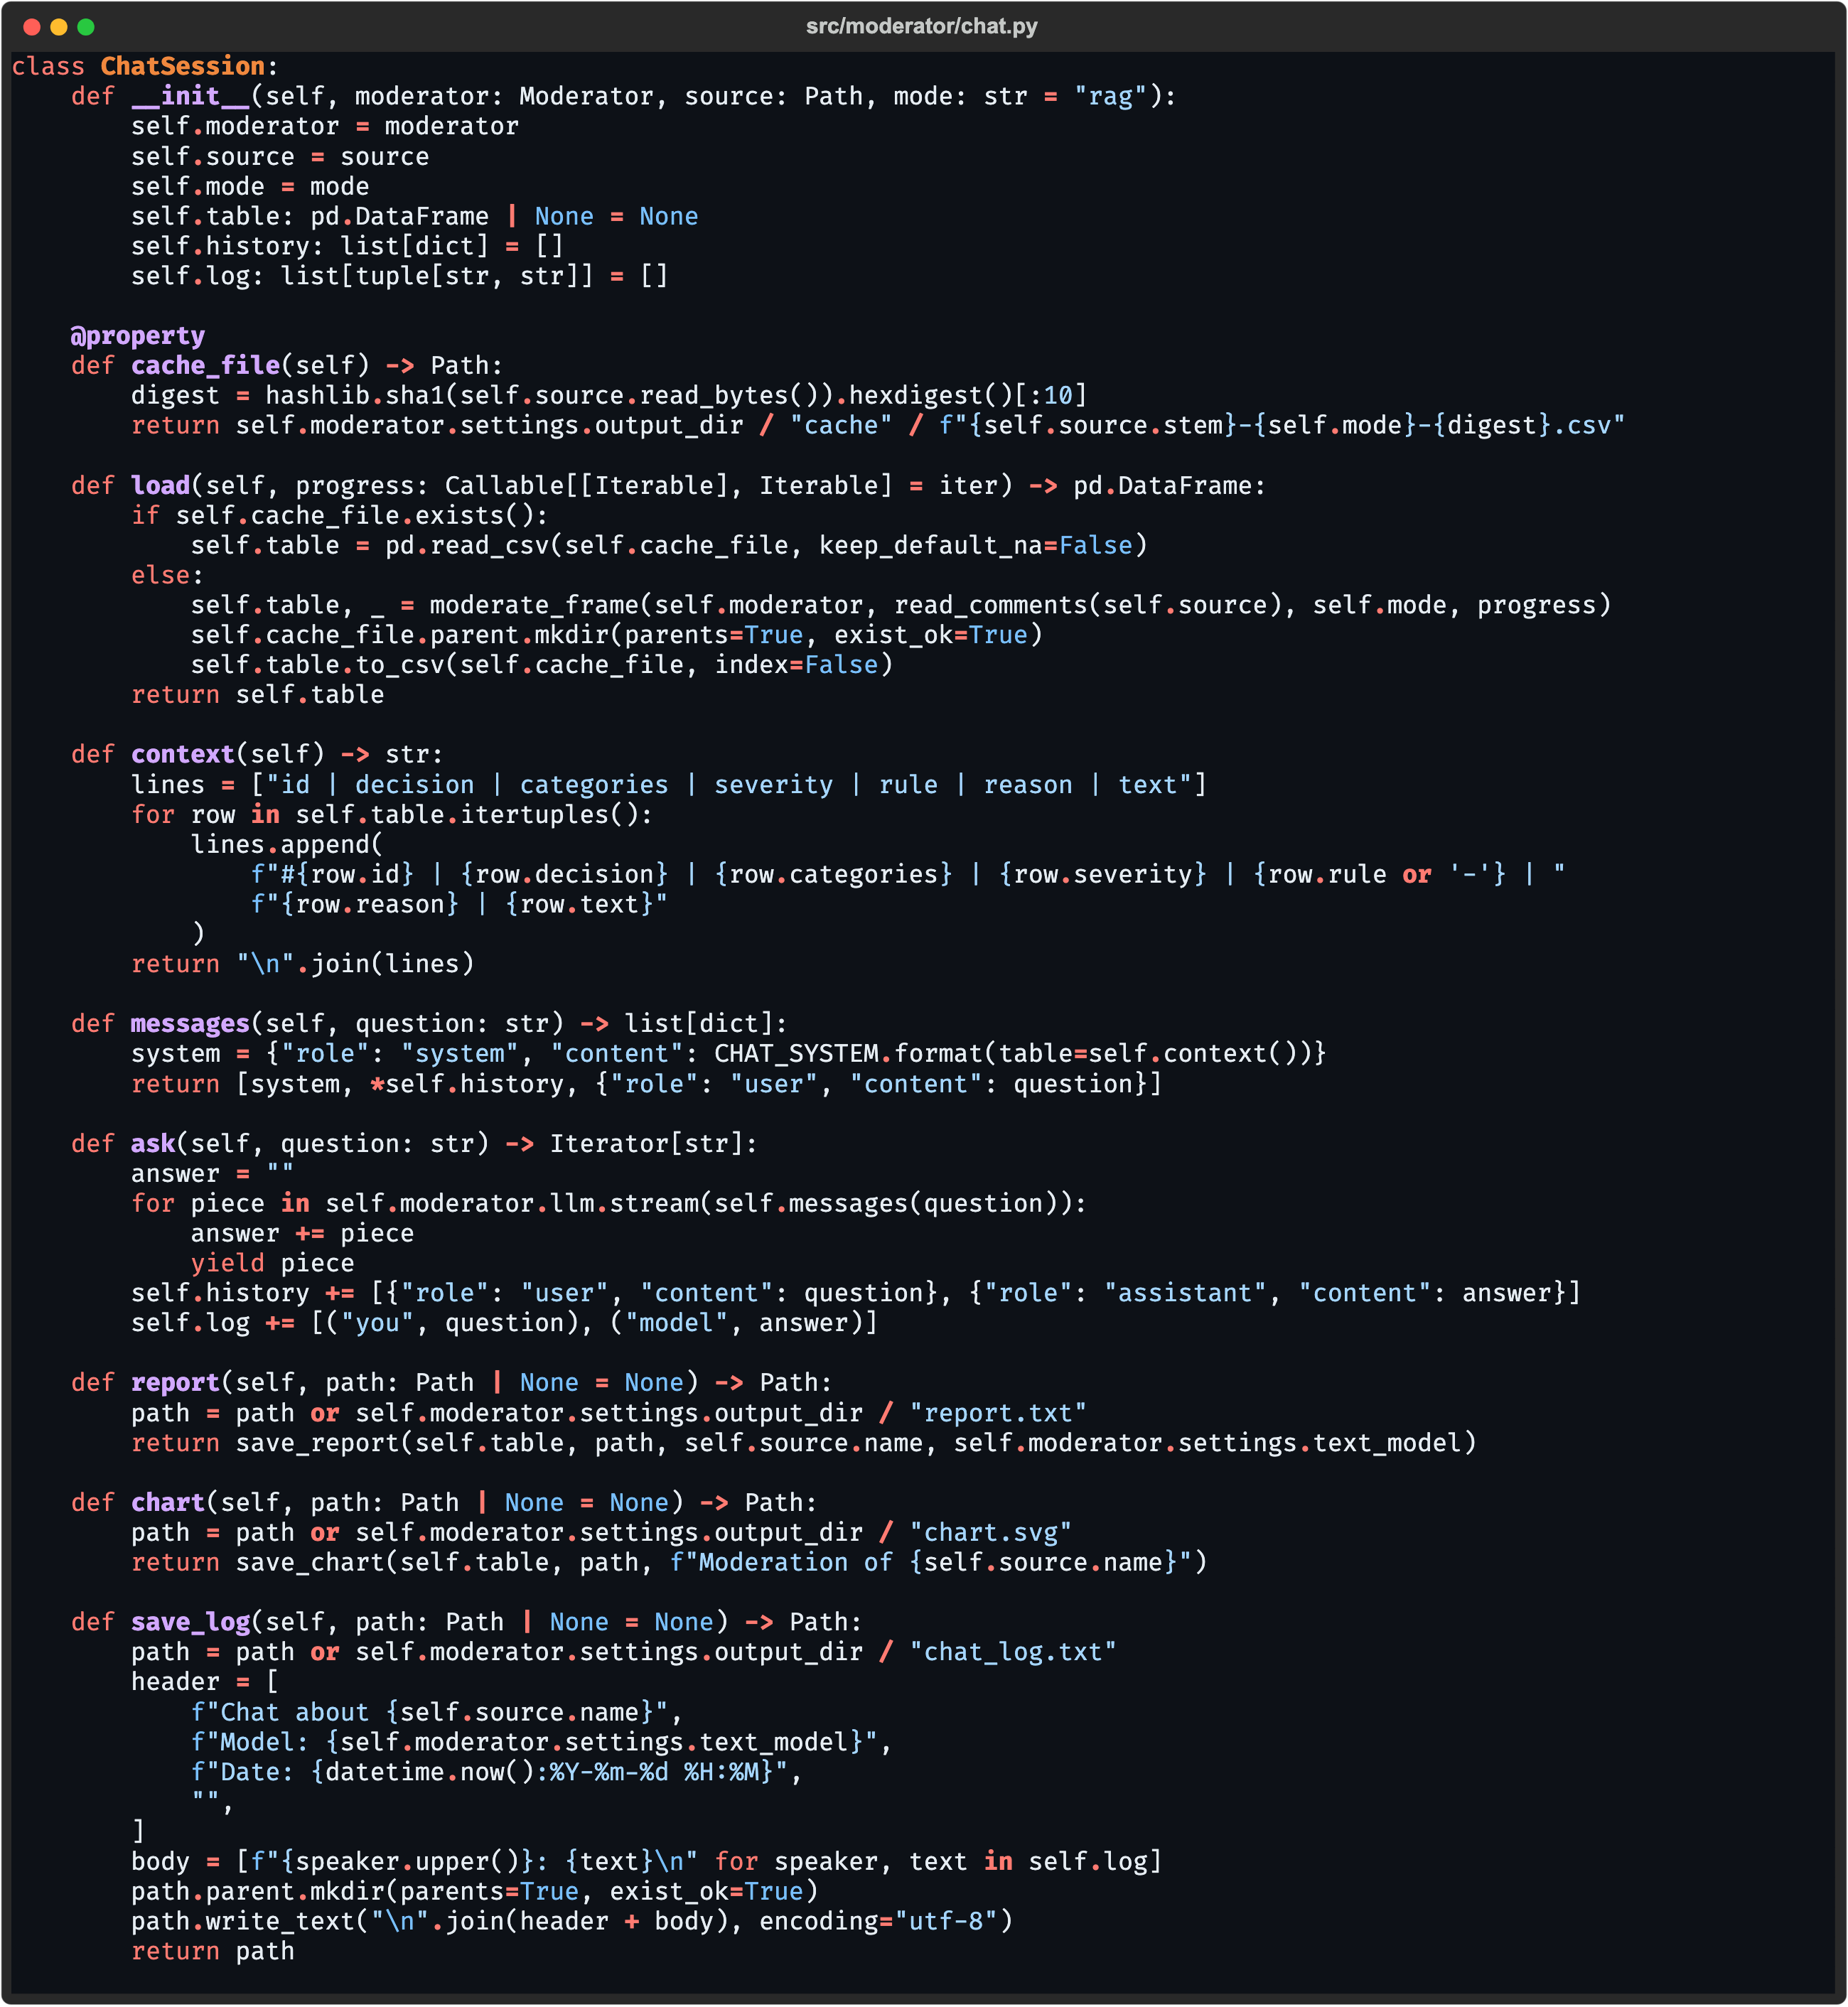 src/moderator/chat.py
class ChatSession:
    def __init__(self, moderator: Moderator, source: Path, mode: str = "rag"):
        self.moderator = moderator
        self.source = source
        self.mode = mode
        self.table: pd.DataFrame | None = None
        self.history: list[dict] = []
        self.log: list[tuple[str, str]] = []

    @property
    def cache_file(self) -> Path:
        digest = hashlib.sha1(self.source.read_bytes()).hexdigest()[:10]
        return self.moderator.settings.output_dir / "cache" / f"{self.source.stem}-{self.mode}-{digest}.csv"

    def load(self, progress: Callable[[Iterable], Iterable] = iter) -> pd.DataFrame:
        if self.cache_file.exists():
            self.table = pd.read_csv(self.cache_file, keep_default_na=False)
        else:
            self.table, _ = moderate_frame(self.moderator, read_comments(self.source), self.mode, progress)
            self.cache_file.parent.mkdir(parents=True, exist_ok=True)
            self.table.to_csv(self.cache_file, index=False)
        return self.table

    def context(self) -> str:
        lines = ["id | decision | categories | severity | rule | reason | text"]
        for row in self.table.itertuples():
            lines.append(
                f"#{row.id} | {row.decision} | {row.categories} | {row.severity} | {row.rule or '-'} | "
                f"{row.reason} | {row.text}"
            )
        return "\n".join(lines)

    def messages(self, question: str) -> list[dict]:
        system = {"role": "system", "content": CHAT_SYSTEM.format(table=self.context())}
        return [system, *self.history, {"role": "user", "content": question}]

    def ask(self, question: str) -> Iterator[str]:
        answer = ""
        for piece in self.moderator.llm.stream(self.messages(question)):
            answer += piece
            yield piece
        self.history += [{"role": "user", "content": question}, {"role": "assistant", "content": answer}]
        self.log += [("you", question), ("model", answer)]

    def report(self, path: Path | None = None) -> Path:
        path = path or self.moderator.settings.output_dir / "report.txt"
        return save_report(self.table, path, self.source.name, self.moderator.settings.text_model)

    def chart(self, path: Path | None = None) -> Path:
        path = path or self.moderator.settings.output_dir / "chart.svg"
        return save_chart(self.table, path, f"Moderation of {self.source.name}")

    def save_log(self, path: Path | None = None) -> Path:
        path = path or self.moderator.settings.output_dir / "chat_log.txt"
        header = [
            f"Chat about {self.source.name}",
            f"Model: {self.moderator.settings.text_model}",
            f"Date: {datetime.now():%Y-%m-%d %H:%M}",
            "",
        ]
        body = [f"{speaker.upper()}: {text}\n" for speaker, text in self.log]
        path.parent.mkdir(parents=True, exist_ok=True)
        path.write_text("\n".join(header + body), encoding="utf-8")
        return path